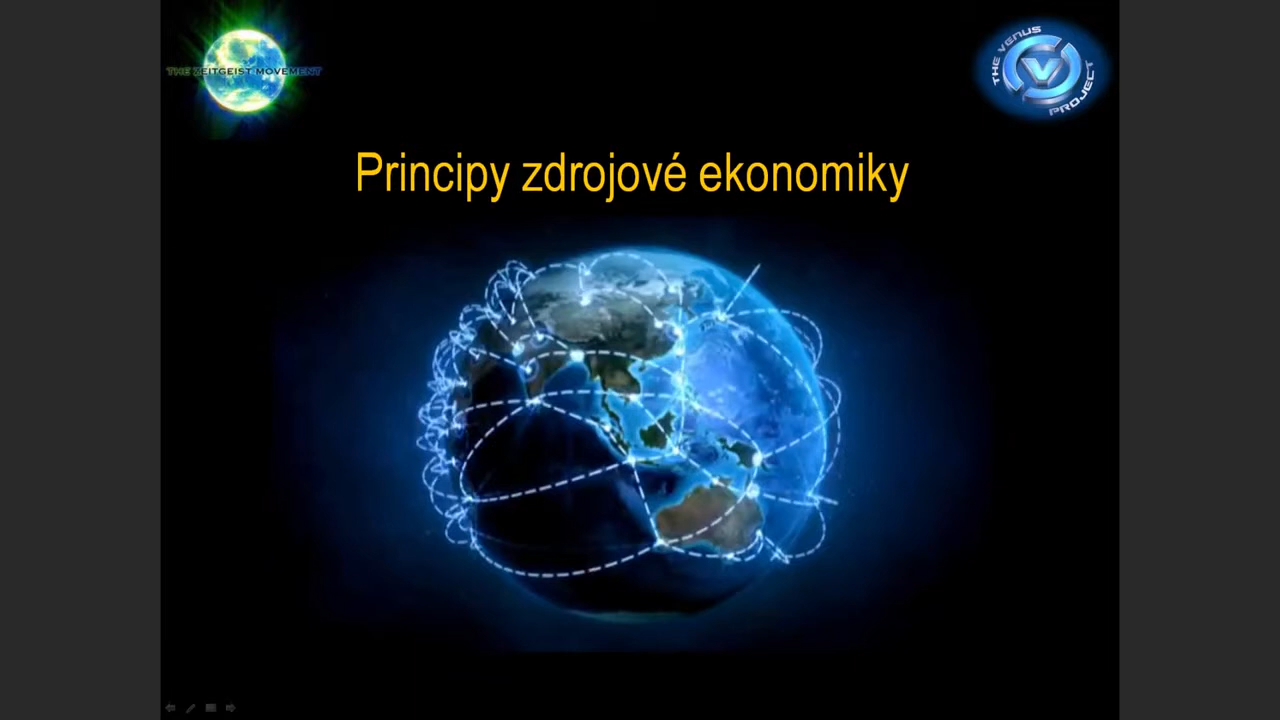 THE ZEITGEIST MOVEMENT
THE VENUS
PROJECT
Principy zdrojové ekonomiky